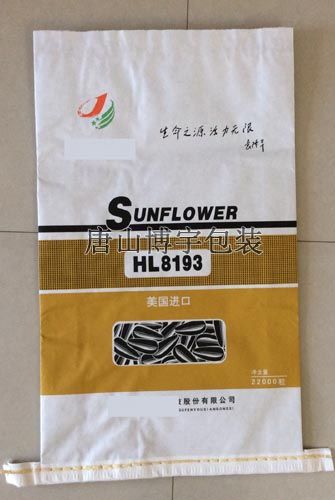 生命之源活力无限
SUNFLOWER
唐山博宇包装
HL8193
美国进口
净含量
22000粒
股份有限公司